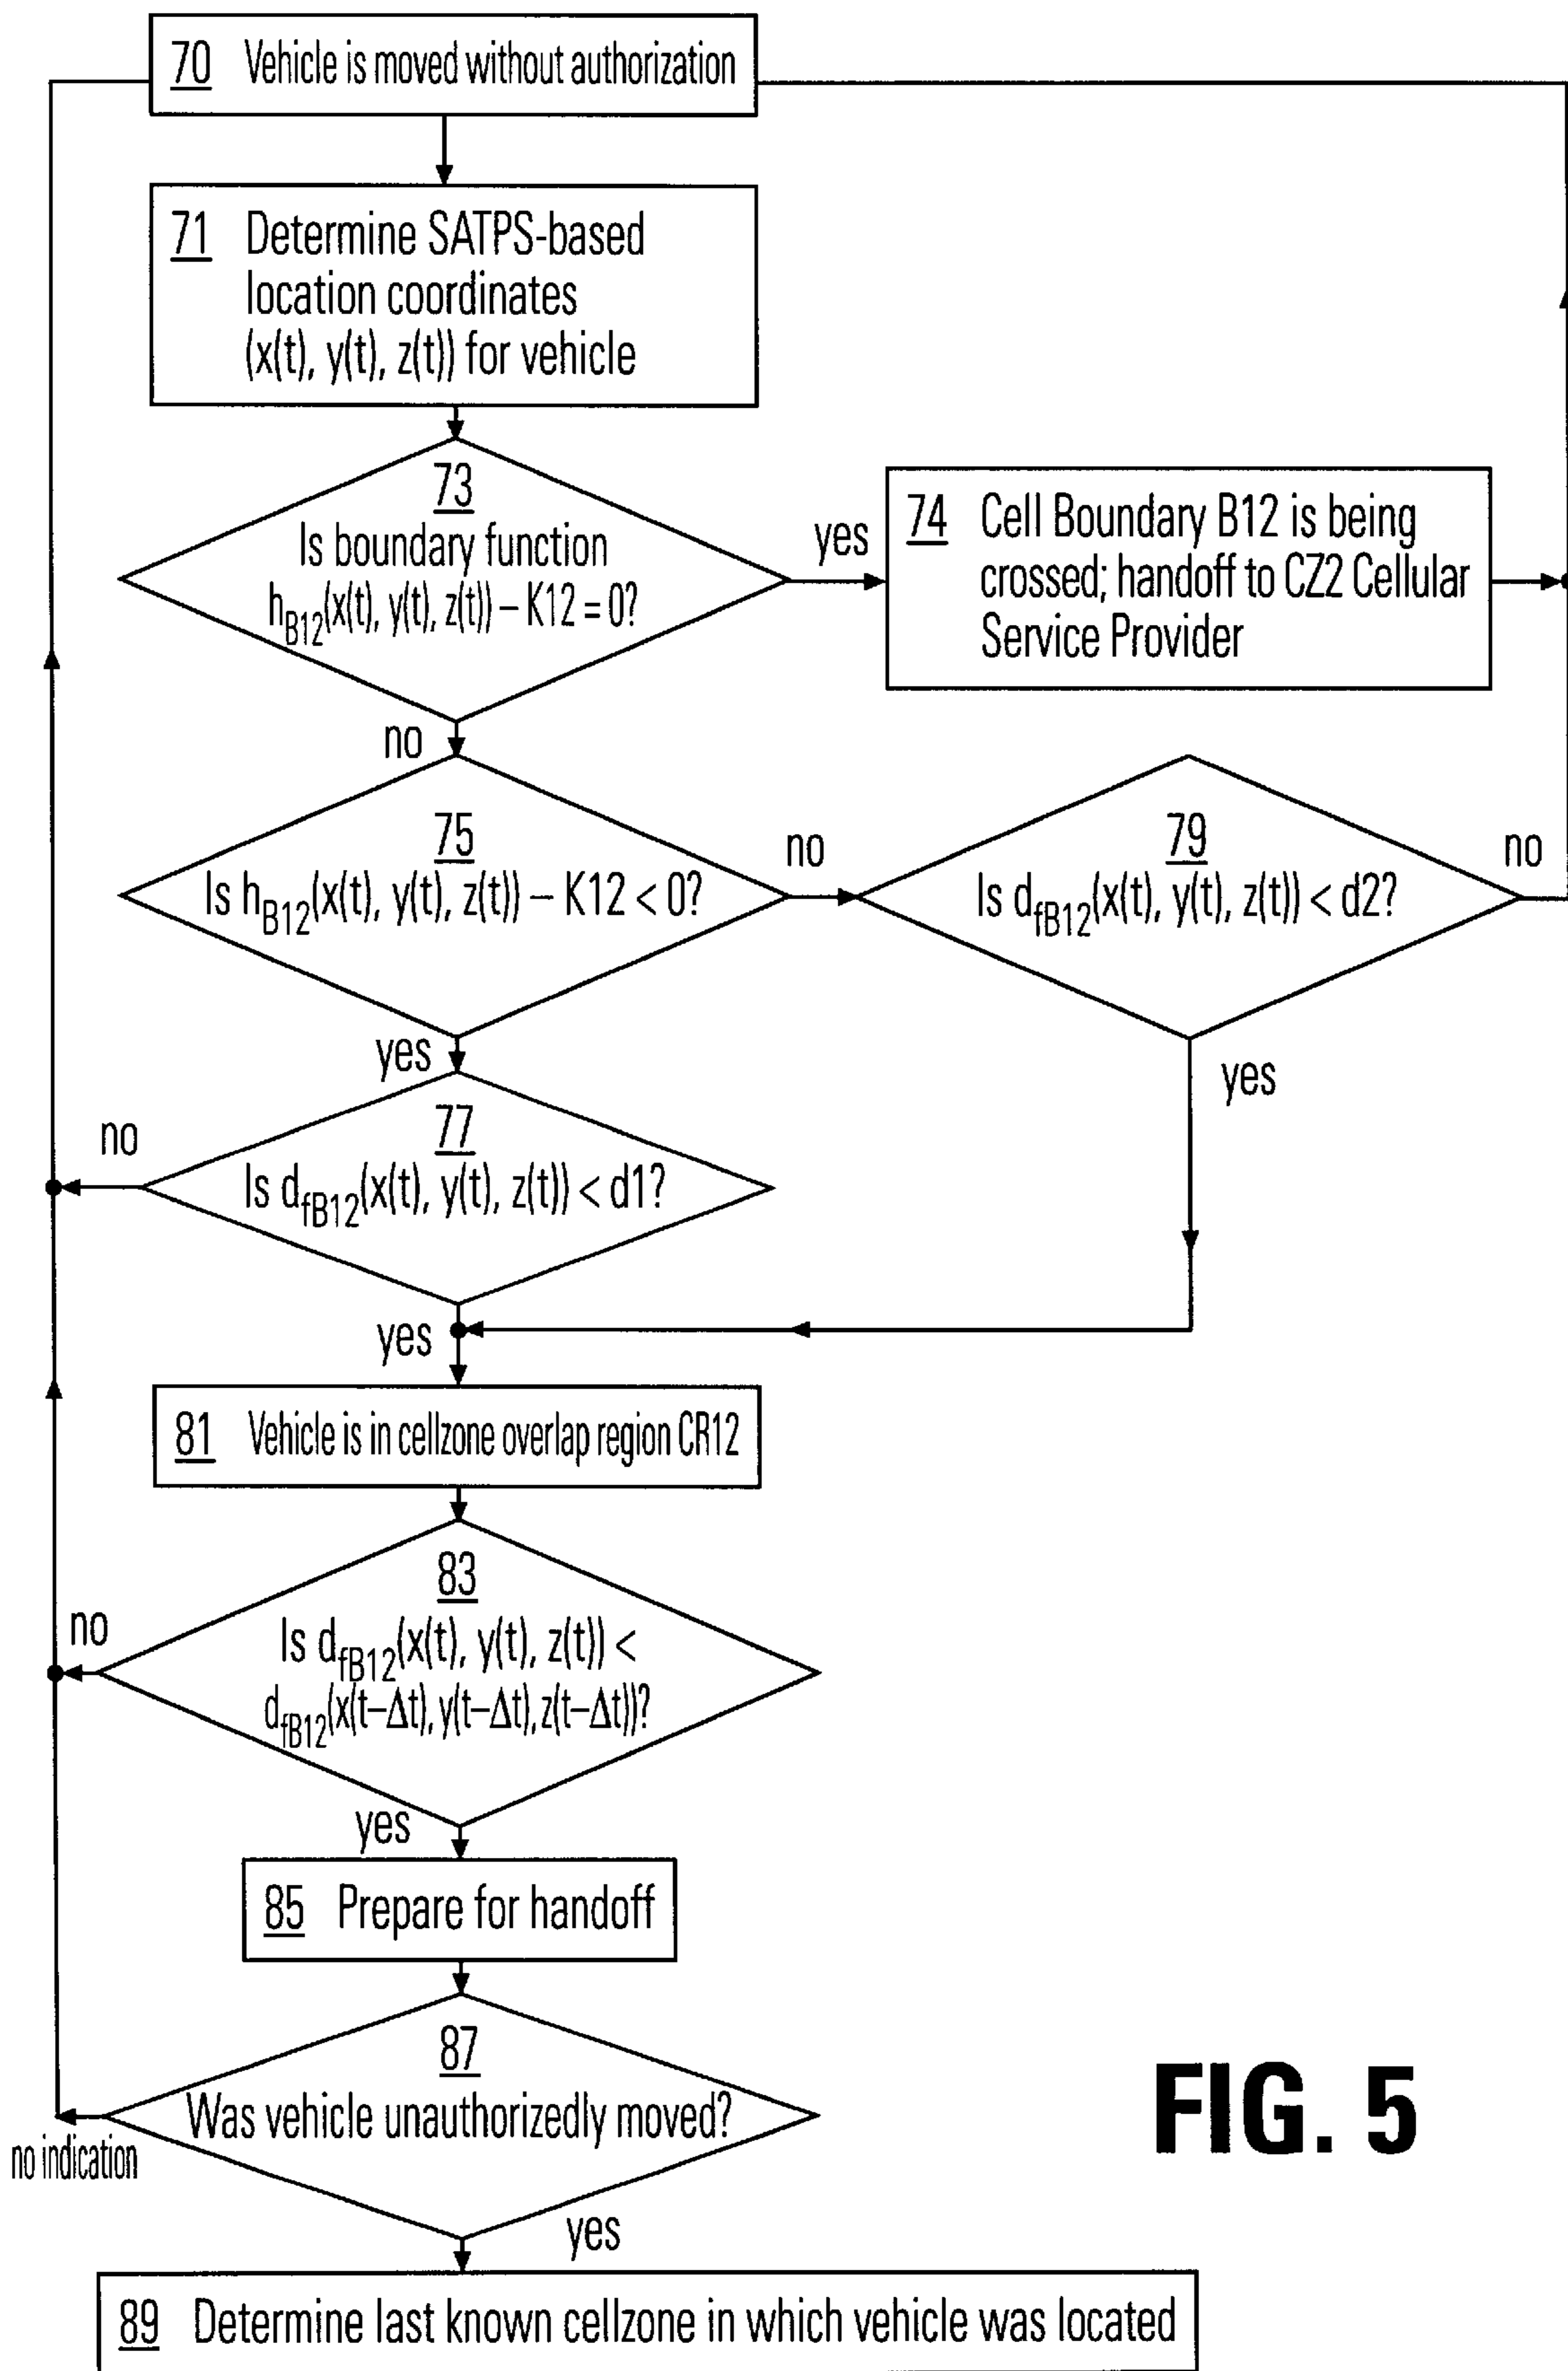 70 Vehicle is moved without authorization
71 Determine SATPS-based
location coordinates
(x(t), y(t), z(t)) for vehicle
73
Is boundary function
hB12(x(t), y(t), z(t)) – K12 = 0?
yes
74 Cell Boundary B12 is being
crossed; handoff to CZ2 Cellular
Service Provider
no
75
Is hB12(x(t), y(t), z(t)) – K12 < 0?
no
79
Is dfB12(x(t), y(t), z(t)) < d2?
no
yes
yes
77
Is dfB12(x(t), y(t), z(t)) < d1?
no
yes
81 Vehicle is in cellzone overlap region CR12
83
Is dfB12(x(t), y(t), z(t)) <
dfB12(x(t–Δt), y(t–Δt), z(t–Δt))?
no
yes
85 Prepare for handoff
87
Was vehicle unauthorizedly moved?
no indication
yes
89 Determine last known cellzone in which vehicle was located
FIG. 5